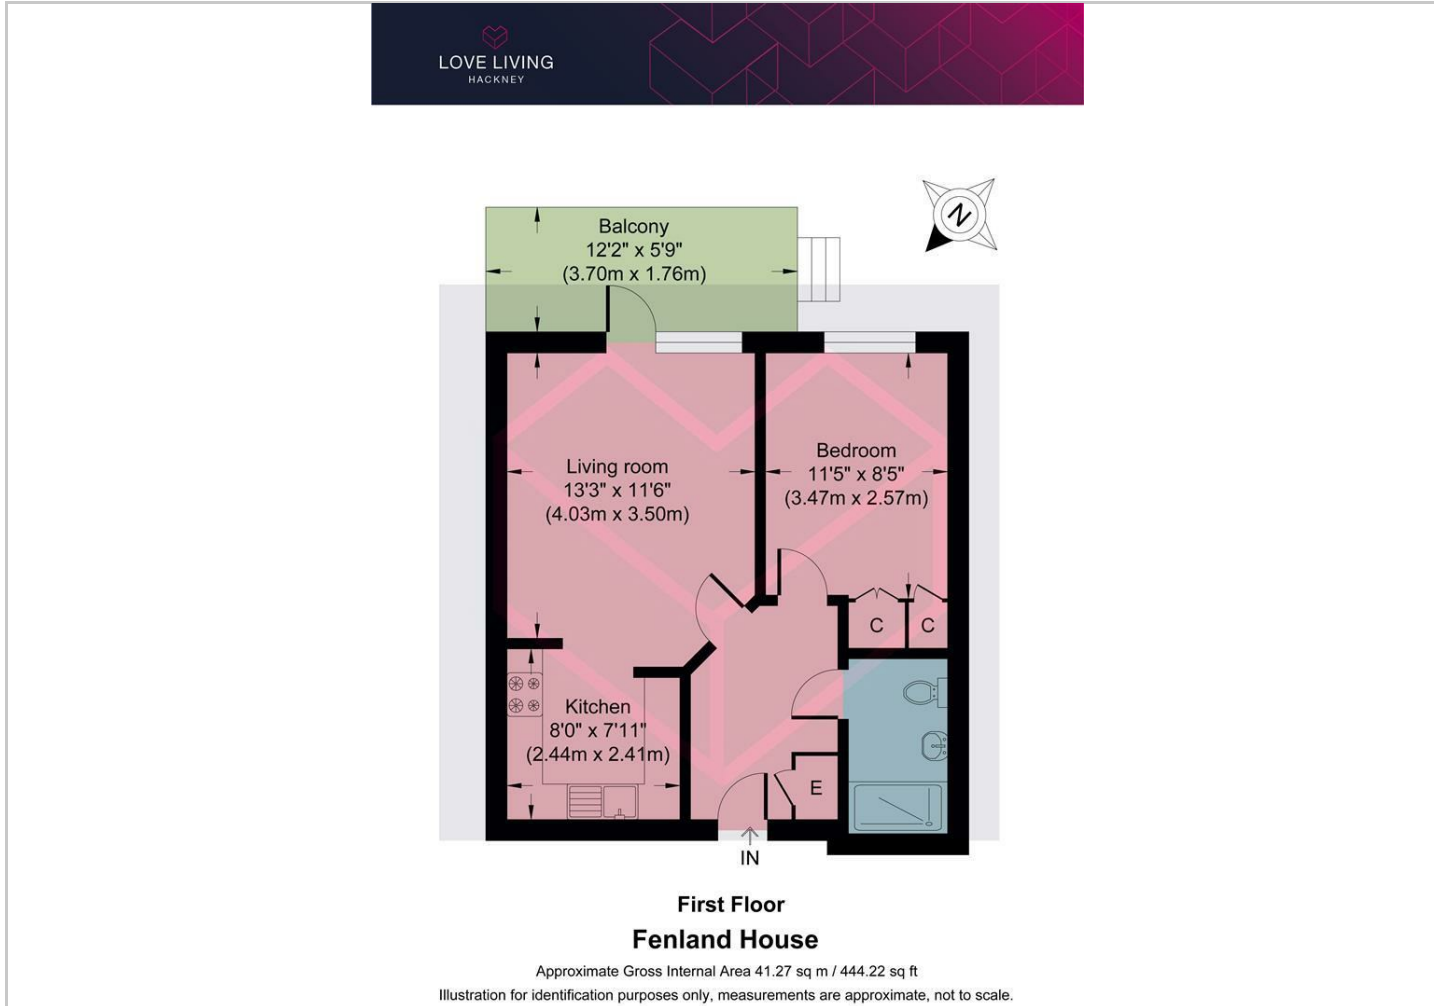 LOVE LIVING
HACKNEY
N
Balcony
12'2" x 5'9"
(3.70m x 1.76m)
Living room
13'3" x 11'6"
(4.03m x 3.50m)
Bedroom
11'5" x 8'5"
(3.47m x 2.57m)
C
C
Kitchen
8'0" x 7'11"
(2.44m x 2.41m)
E
IN
First Floor
Fenland House
Approximate Gross Internal Area 41.27 sq m / 444.22 sq ft
Illustration for identification purposes only, measurements are approximate, not to scale.